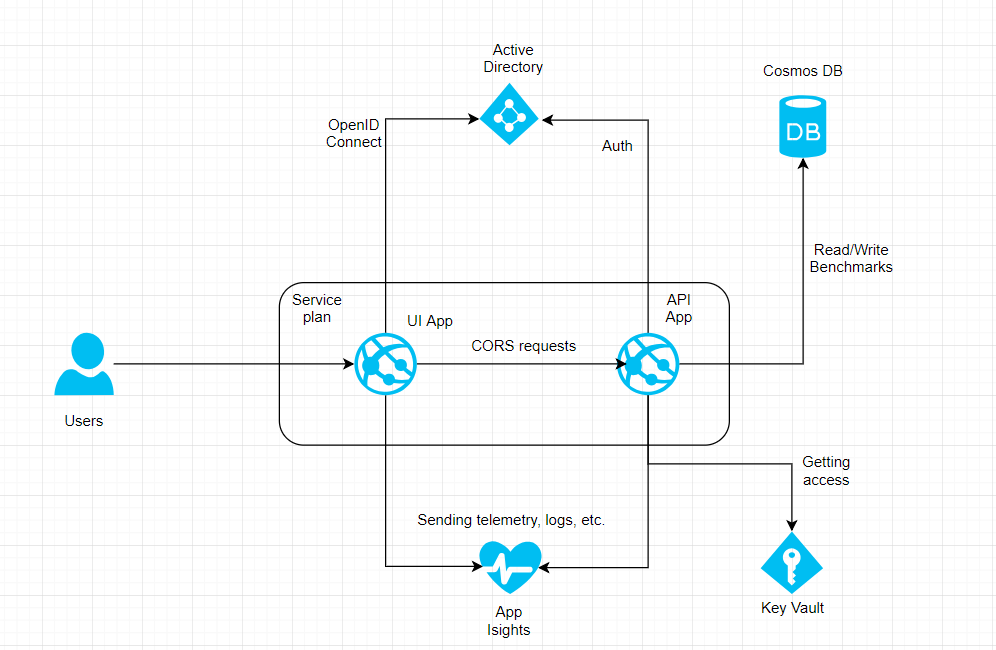 Active
Directory
Cosmos DB
DB
OpenID
Connect
Auth
Read/Write
Benchmarks
Service
plan
UI App
API
App
CORS requests
Users
Getting
access
Sending telemetry, logs, etc.
App
Isights
Key Vault